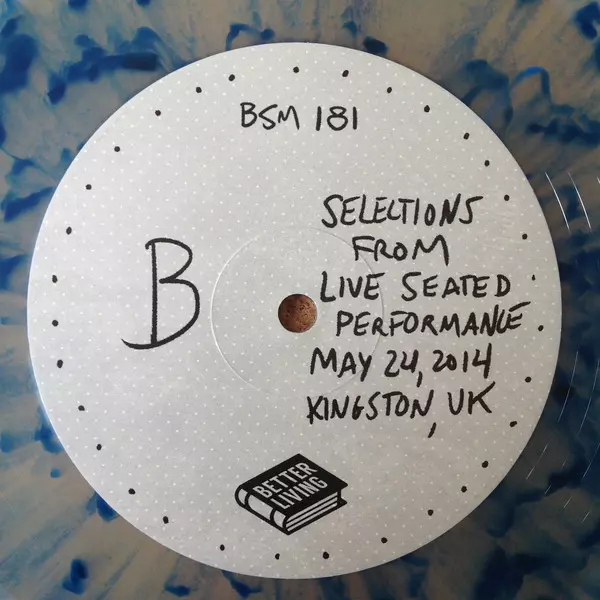 BSM 181
B
SELECTIONS
FROM
LIVE SEATED
PERFORMANCE
MAY 24, 2014
KINGSTON, UK
BETTER
LIVING